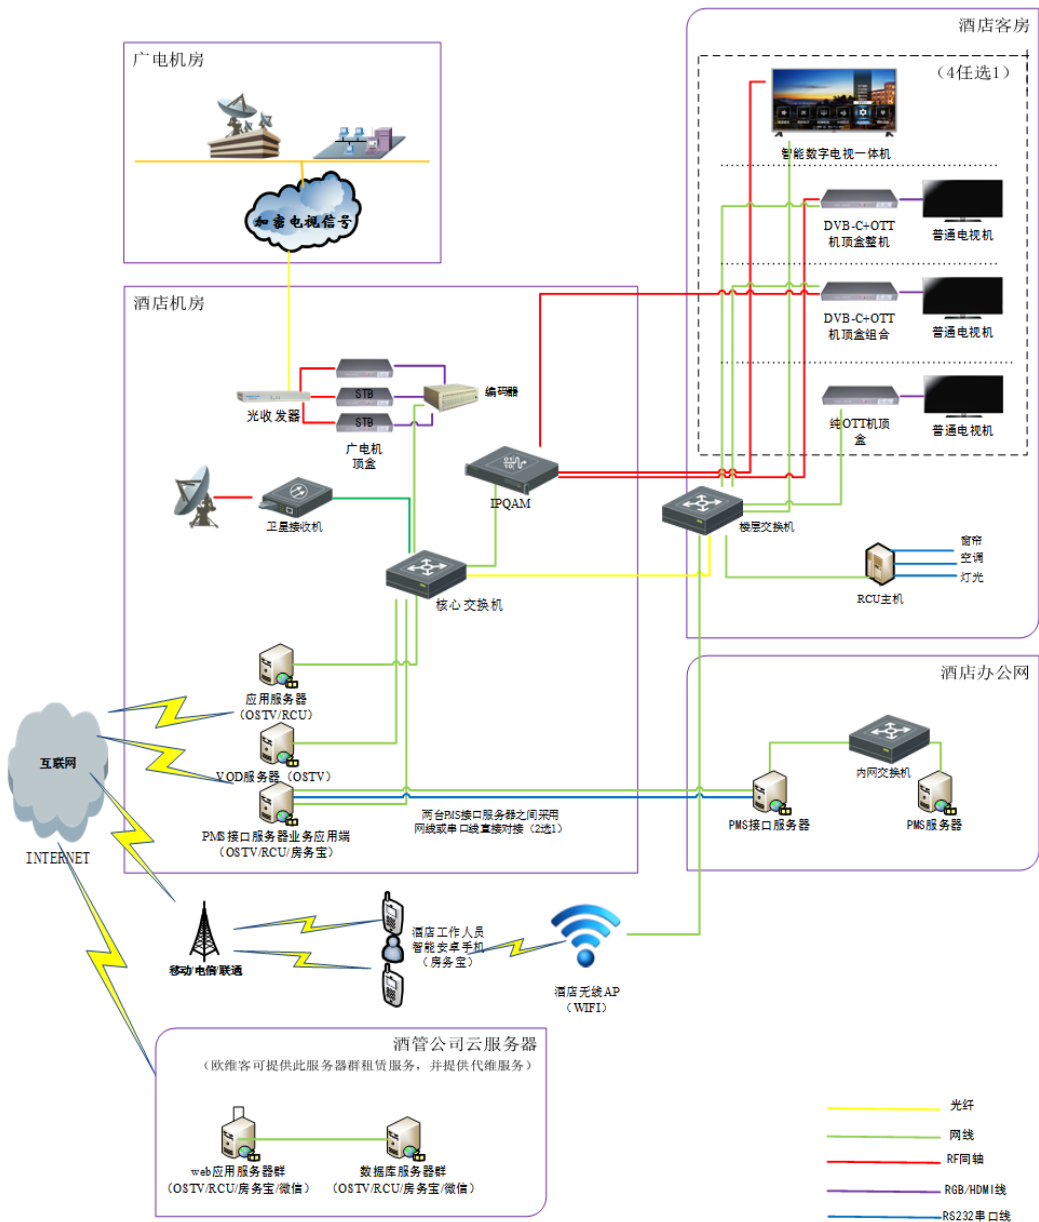 广电机房
加密电视信号
酒店客房
（4任选1）
智能数字电视一体机
DVB-C+OTT
机顶盒整机
普通电视机
DVB-C+OTT
机顶盒组合
普通电视机
纯OTT机顶
盒
普通电视机
楼层交换机
RCU主机
窗帘
空调
灯光
酒店机房
光收发器
STB
STB
广电机
顶盒
编码器
IPQAM
卫星接收机
核心交换机
应用服务器
（OSTV/RCU）
VOD服务器（OSTV）
PMS接口服务器业务应用端
（OSTV/RCU/房务宝）
两台PMS接口服务器之间采用
网线或串口线直接对接（2选1）
酒店办公网
内网交换机
PMS接口服务器
PMS服务器
互联网
INTERNET
移动/电信/联通
酒店工作人员
智能安卓手机
（房务宝）
酒店无线AP
（WIFI）
酒管公司云服务器
（欧维客可提供此服务器群租赁服务，并提供代维服务）
web应用服务器群
（OSTV/RCU/房务宝/微信）
数据库服务器群
（OSTV/RCU/房务宝/微信）
光纤
网线
RF同轴
RGB/HDMI线
RS232串口线